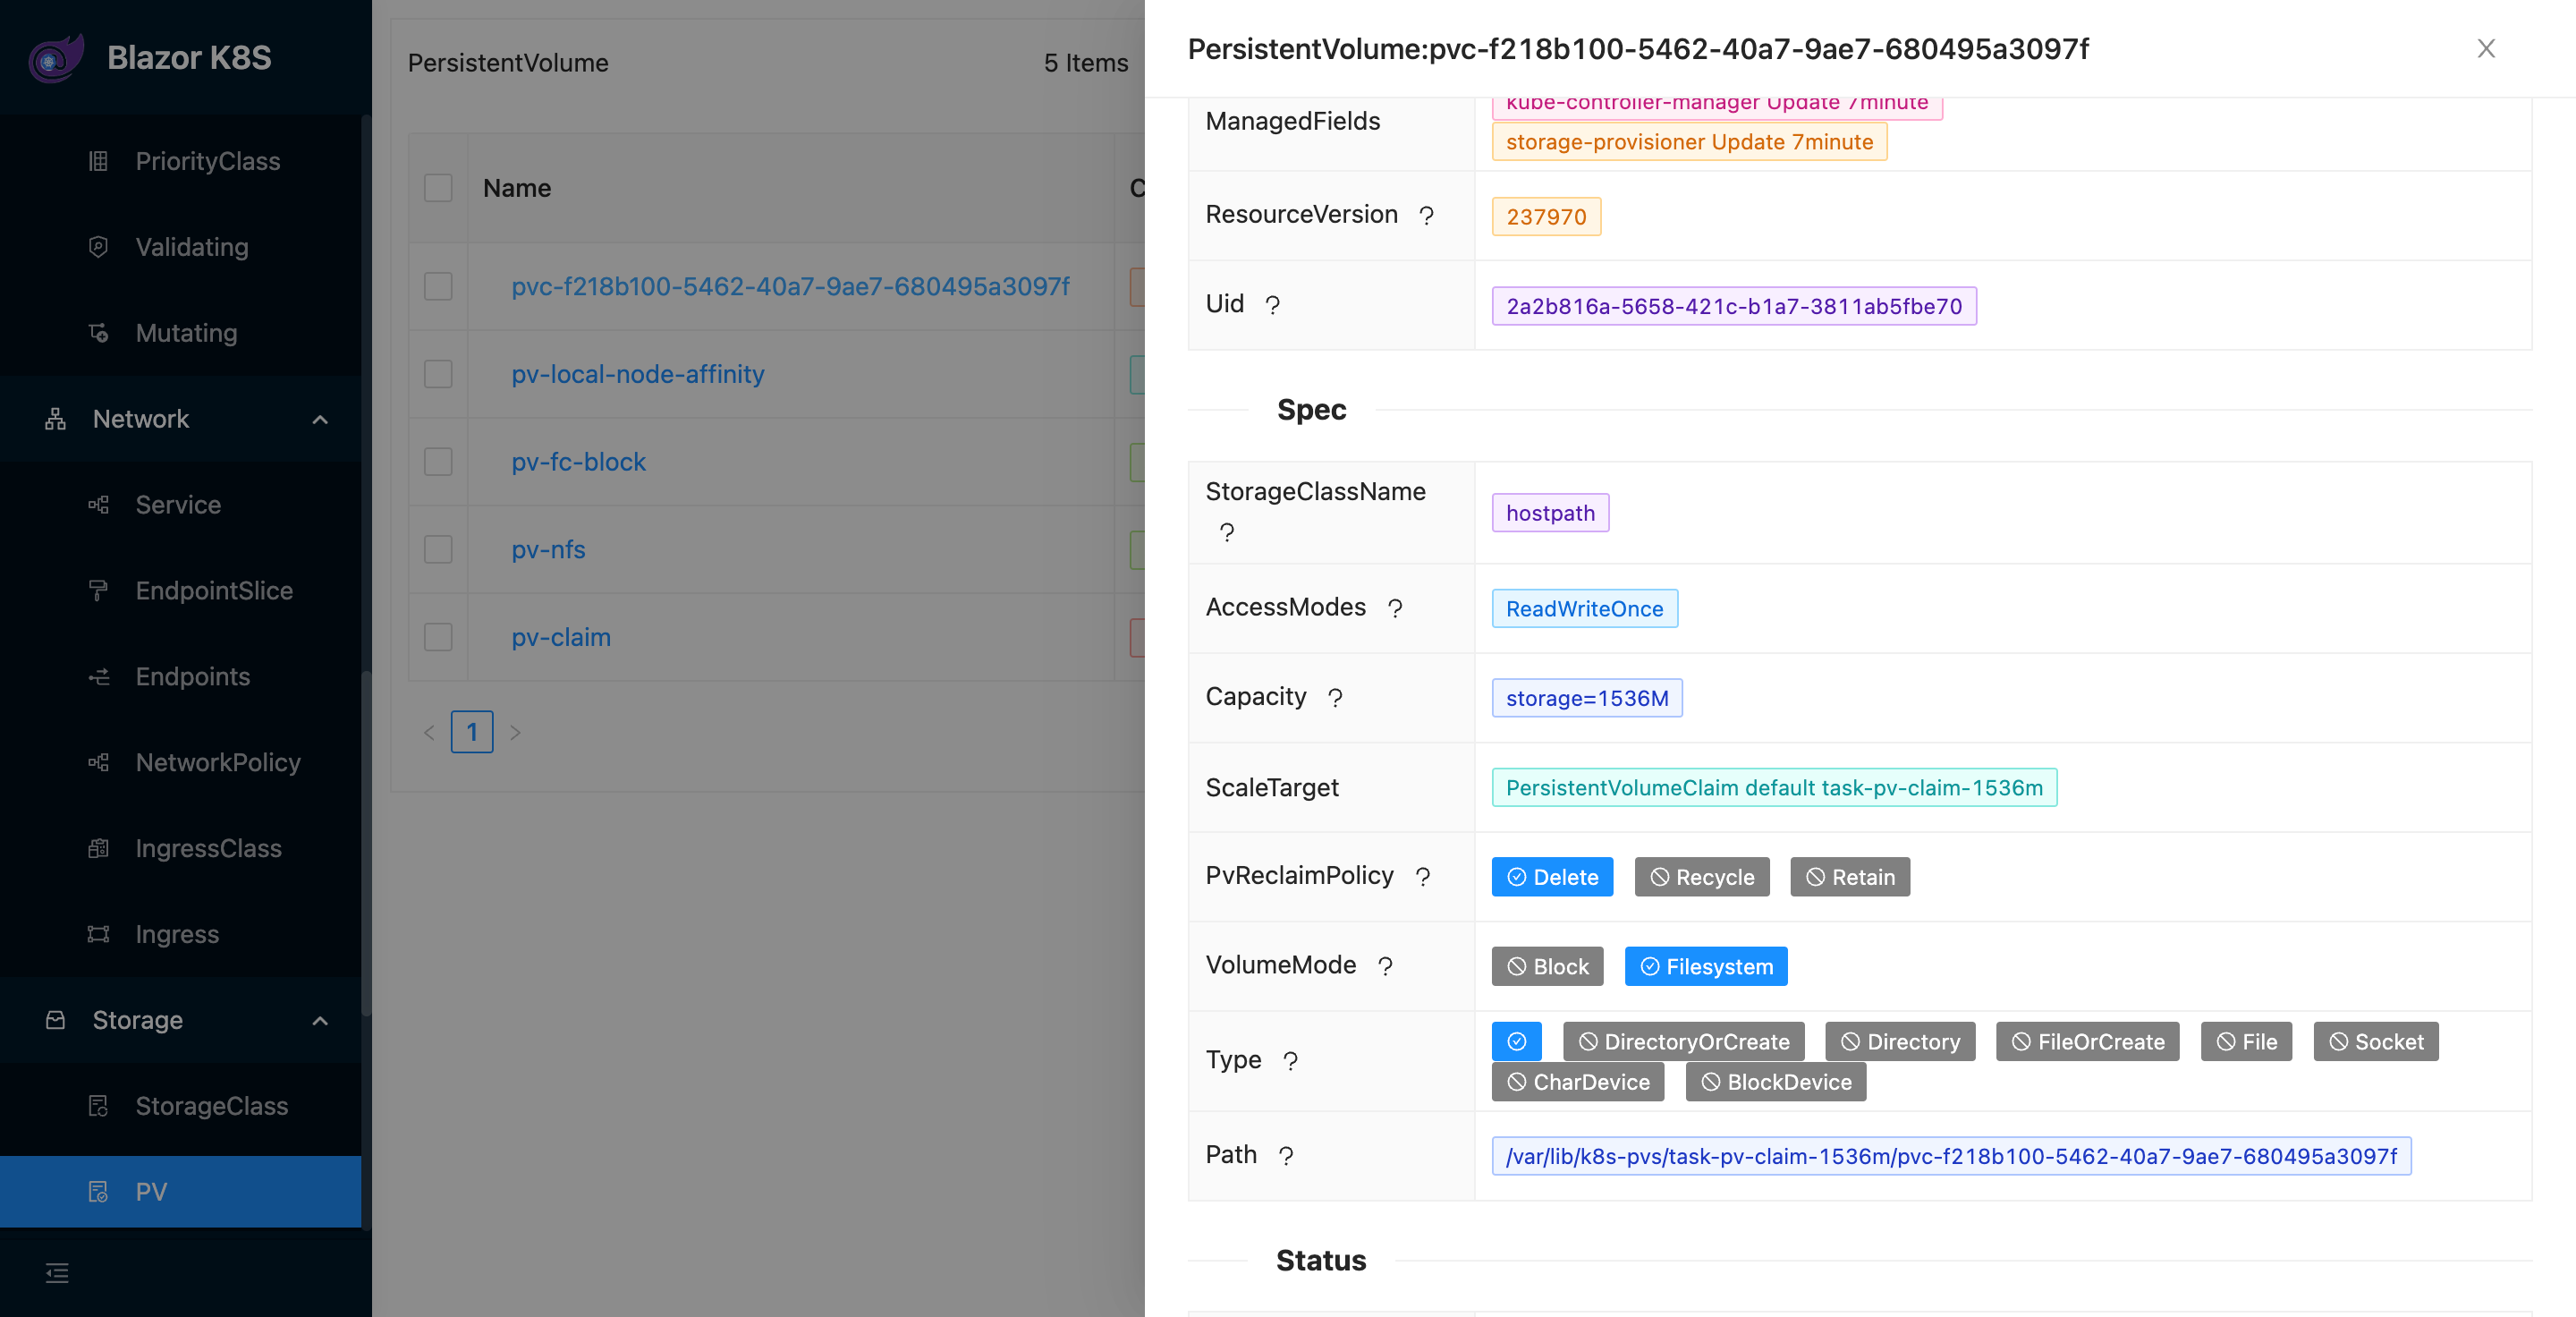 Blazor K8S
PriorityClass
Validating
Mutating
Network
Service
EndpointSlice
Endpoints
NetworkPolicy
IngressClass
Ingress
Storage
StorageClass
PV
PersistentVolume
5 Items
Name
C
pvc-f218b100-5462-40a7-9ae7-680495a3097f
pv-local-node-affinity
pv-fc-block
pv-nfs
pv-claim
< 1 >
PersistentVolume:pvc-f218b100-5462-40a7-9ae7-680495a3097f
ManagedFields
kube-controller-manager Update 7minute
storage-provisioner Update 7minute
ResourceVersion ?
237970
Uid ?
2a2b816a-5658-421c-b1a7-3811ab5fbe70
Spec
StorageClassName
?
hostpath
AccessModes ?
ReadWriteOnce
Capacity ?
storage=1536M
ScaleTarget
PersistentVolumeClaim default task-pv-claim-1536m
PvReclaimPolicy ?
Delete Recycle Retain
VolumeMode ?
Block Filesystem
Type ?
DirectoryOrCreate Directory FileOrCreate File Socket
CharDevice BlockDevice
Path ?
/var/lib/k8s-pvs/task-pv-claim-1536m/pvc-f218b100-5462-40a7-9ae7-680495a3097f
Status